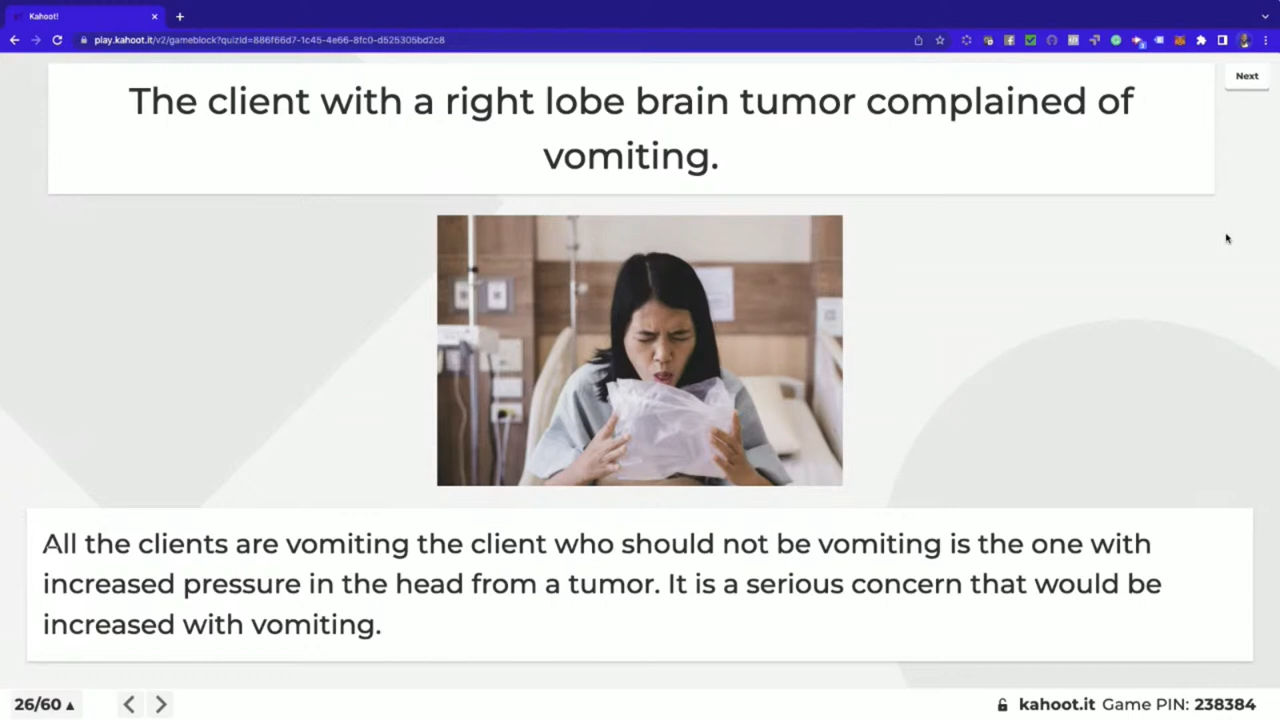 Kahoot!
play.kahoot.it/v2/gameblock?quizId=886f66d7-1c45-4e66-8fc0-d525305bd2c8
Next
The client with a right lobe brain tumor complained of
vomiting.
All the clients are vomiting the client who should not be vomiting is the one with
increased pressure in the head from a tumor. It is a serious concern that would be
increased with vomiting.
26/60
kahoot.it Game PIN: 238384